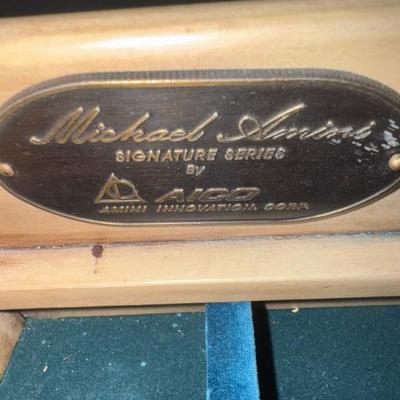 Michael Amini
SIGNATURE SERIES
BY
AICO
AMINI INNOVATION CORP.